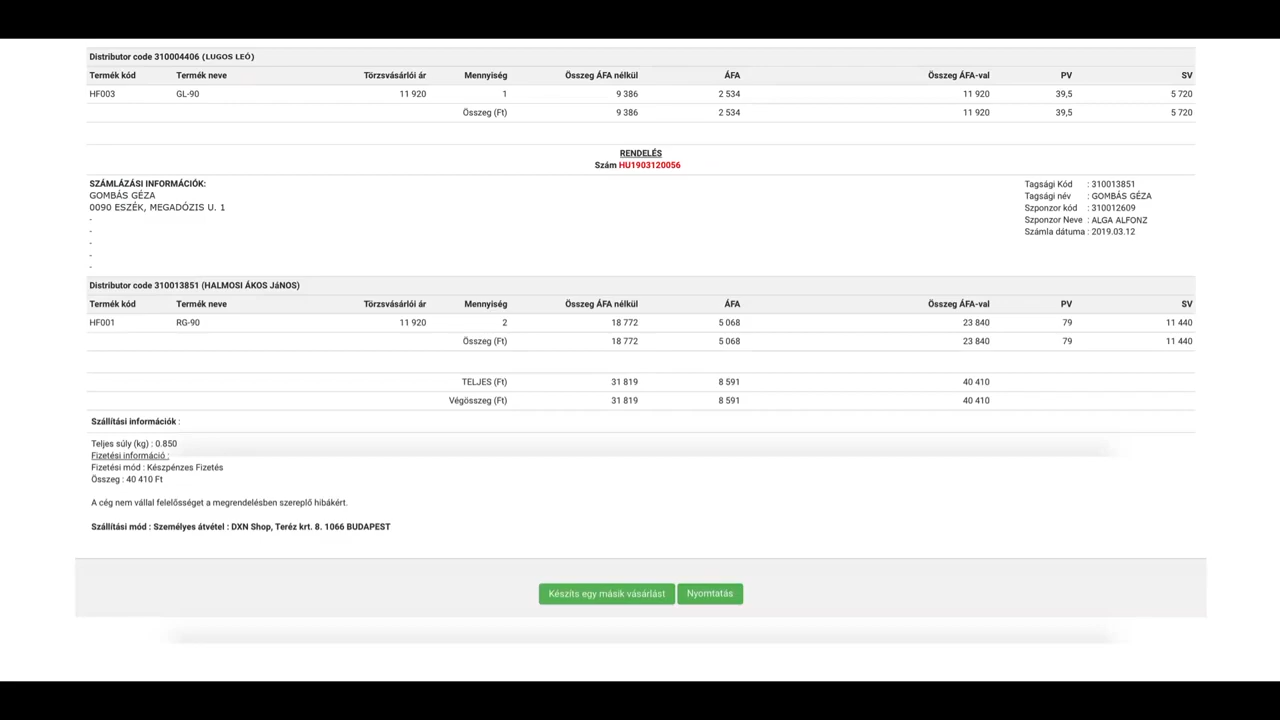 Distributor code 310004406 (LUGOS LEÓ)
Termék kód Termék neve Törzsvásárlói ár Mennyiség Összeg ÁFA nélkül ÁFA Összeg ÁFA-val PV SV
HF003 GL-90 11 920 1 9 386 2 534 11 920 39,5 5 720
Összeg (Ft) 9 386 2 534 11 920 39,5 5 720
RENDELÉS
Szám HU1903120056
SZÁMLÁZÁSI INFORMÁCIÓK:
GOMBÁS GÉZA
0090 ESZÉK, MEGADÓZIS U. 1
-
-
-
-
-
Tagsági Kód : 310013851
Tagsági név : GOMBÁS GÉZA
Szponzor kód : 310012609
Szponzor Neve : ALGA ALFONZ
Számla dátuma : 2019.03.12
Distributor code 310013851 (HALMOSI ÁKOS JáNOS)
Termék kód Termék neve Törzsvásárlói ár Mennyiség Összeg ÁFA nélkül ÁFA Összeg ÁFA-val PV SV
HF001 RG-90 11 920 2 18 772 5 068 23 840 79 11 440
Összeg (Ft) 18 772 5 068 23 840 79 11 440
TELJES (Ft) 31 819 8 591 40 410
Végösszeg (Ft) 31 819 8 591 40 410
Szállítási információk :
Teljes súly (kg) : 0.850
Fizetési információ :
Fizetési mód : Készpénzes Fizetés
Összeg : 40 410 Ft
A cég nem vállal felelősséget a megrendelésben szereplő hibákért.
Szállítási mód : Személyes átvétel : DXN Shop, Teréz krt. 8. 1066 BUDAPEST
Készíts egy másik vásárlást Nyomtatás